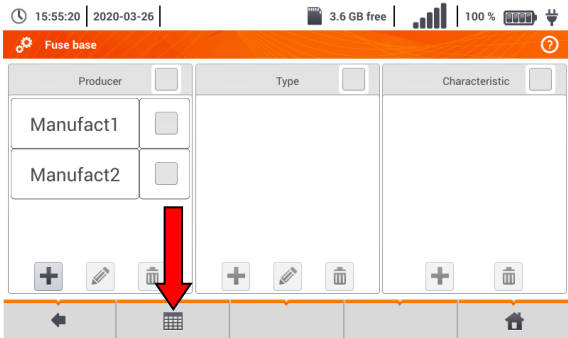 15:55:20 2020-03-26 3.6 GB free 100 %
Fuse base ?
Producer Type Characteristic
Manufact1
Manufact2